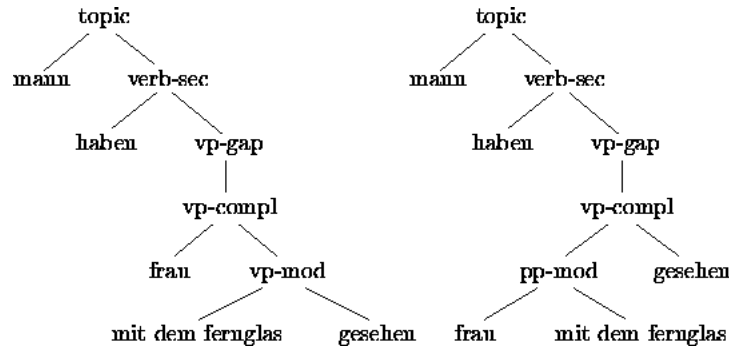 topic topic
mann verb-sec mann verb-sec
haben vp-gap haben vp-gap
vp-compl vp-compl
frau vp-mod pp-mod gesehen
mit dem fernglas gesehen frau mit dem fernglas